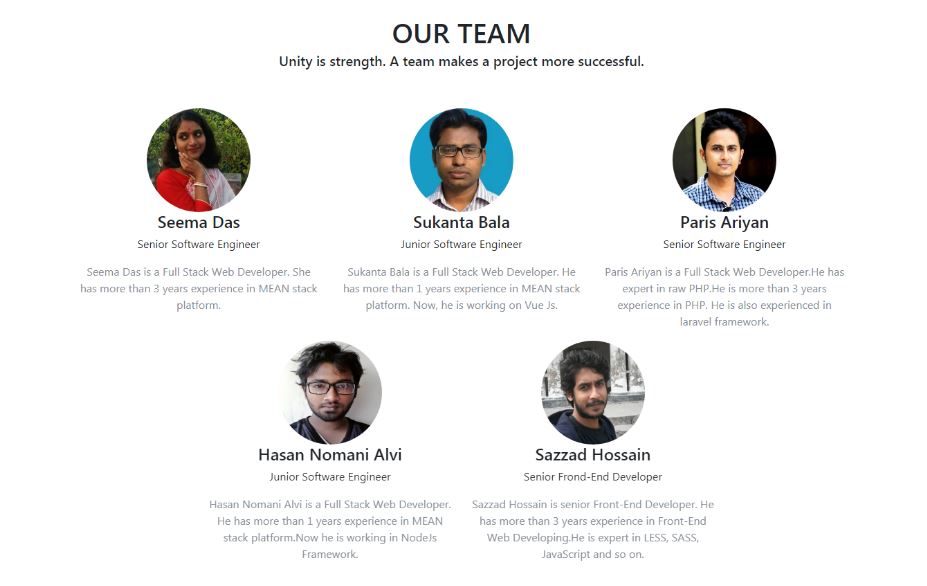 OUR TEAM
Unity is strength. A team makes a project more successful.
Seema Das
Senior Software Engineer
Seema Das is a Full Stack Web Developer. She
has more than 3 years experience in MEAN stack
platform.
Sukanta Bala
Junior Software Engineer
Sukanta Bala is a Full Stack Web Developer. He
has more than 1 years experience in MEAN stack
platform. Now, he is working on Vue Js.
Paris Ariyan
Senior Software Engineer
Paris Ariyan is a Full Stack Web Developer.He has
expert in raw PHP.He is more than 3 years
experience in PHP. He is also experienced in
laravel framework.
Hasan Nomani Alvi
Junior Software Engineer
Hasan Nomani Alvi is a Full Stack Web Developer.
He has more than 1 years experience in MEAN
stack platform.Now he is working in NodeJs
Framework.
Sazzad Hossain
Senior Frond-End Developer
Sazzad Hossain is senior Front-End Developer. He
has more than 3 years experience in Front-End
Web Developing.He is expert in LESS, SASS,
JavaScript and so on.